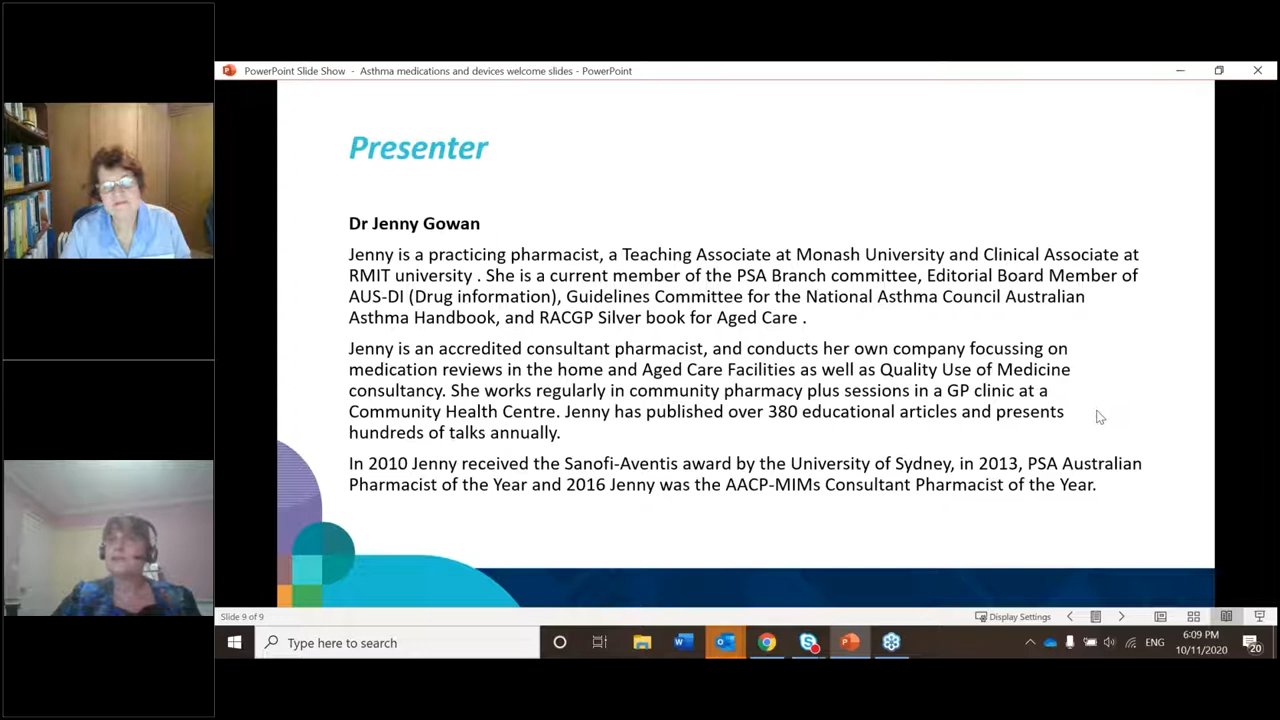 PowerPoint Slide Show - Asthma medications and devices welcome slides - PowerPoint
Presenter
Dr Jenny Gowan
Jenny is a practicing pharmacist, a Teaching Associate at Monash University and Clinical Associate at
RMIT university . She is a current member of the PSA Branch committee, Editorial Board Member of
AUS-DI (Drug information), Guidelines Committee for the National Asthma Council Australian
Asthma Handbook, and RACGP Silver book for Aged Care .
Jenny is an accredited consultant pharmacist, and conducts her own company focussing on
medication reviews in the home and Aged Care Facilities as well as Quality Use of Medicine
consultancy. She works regularly in community pharmacy plus sessions in a GP clinic at a
Community Health Centre. Jenny has published over 380 educational articles and presents
hundreds of talks annually.
In 2010 Jenny received the Sanofi-Aventis award by the University of Sydney, in 2013, PSA Australian
Pharmacist of the Year and 2016 Jenny was the AACP-MIMs Consultant Pharmacist of the Year.
Slide 9 of 9
Display Settings
Type here to search
ENG
6:09 PM
10/11/2020
20